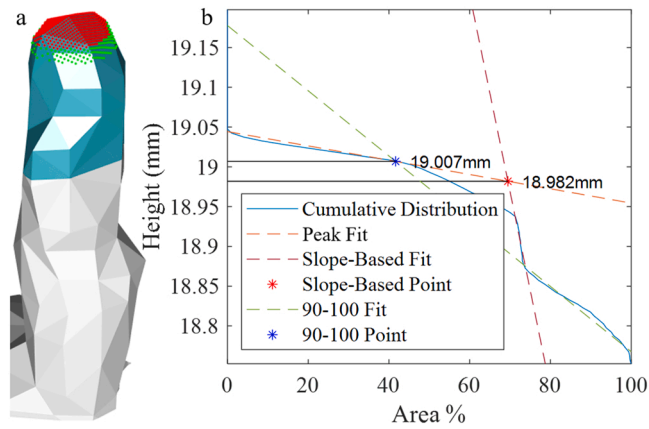 a
b
19.15
19.1
19.05
19
18.95
18.9
18.85
18.8
Height (mm)
19.007mm
18.982mm
Cumulative Distribution
Peak Fit
Slope-Based Fit
Slope-Based Point
90-100 Fit
90-100 Point
0 20 40 60 80 100
Area %